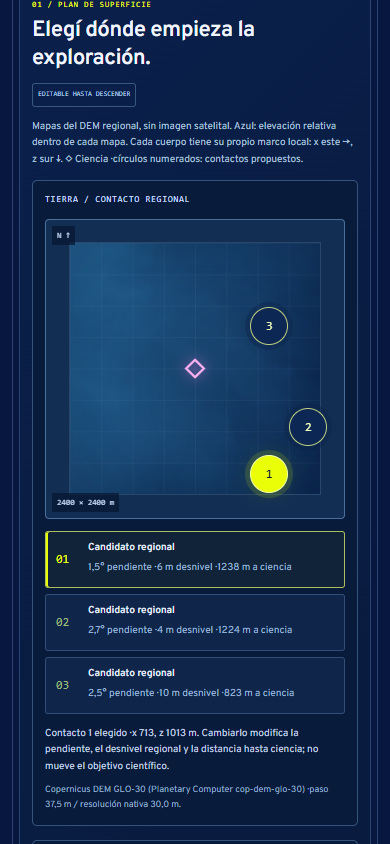 01 / PLAN DE SUPERFICIE
Elegí dónde empieza la
exploración.
EDITABLE HASTA DESCENDER
Mapas del DEM regional, sin imagen satelital. Azul: elevación relativa
dentro de cada mapa. Cada cuerpo tiene su propio marco local: x este →,
z sur ↓. ◇ Ciencia ·círculos numerados: contactos propuestos.
TIERRA / CONTACTO REGIONAL
N ↑
3
2
1
2400 × 2400 m
01
Candidato regional
1,5° pendiente ·6 m desnivel ·1238 m a ciencia
02
Candidato regional
2,7° pendiente ·4 m desnivel ·1224 m a ciencia
03
Candidato regional
2,5° pendiente ·10 m desnivel ·823 m a ciencia
Contacto 1 elegido ·x 713, z 1013 m. Cambiarlo modifica la
pendiente, el desnivel regional y la distancia hasta ciencia; no
mueve el objetivo científico.
Copernicus DEM GLO-30 (Planetary Computer cop-dem-glo-30) ·paso
37,5 m / resolución nativa 30,0 m.